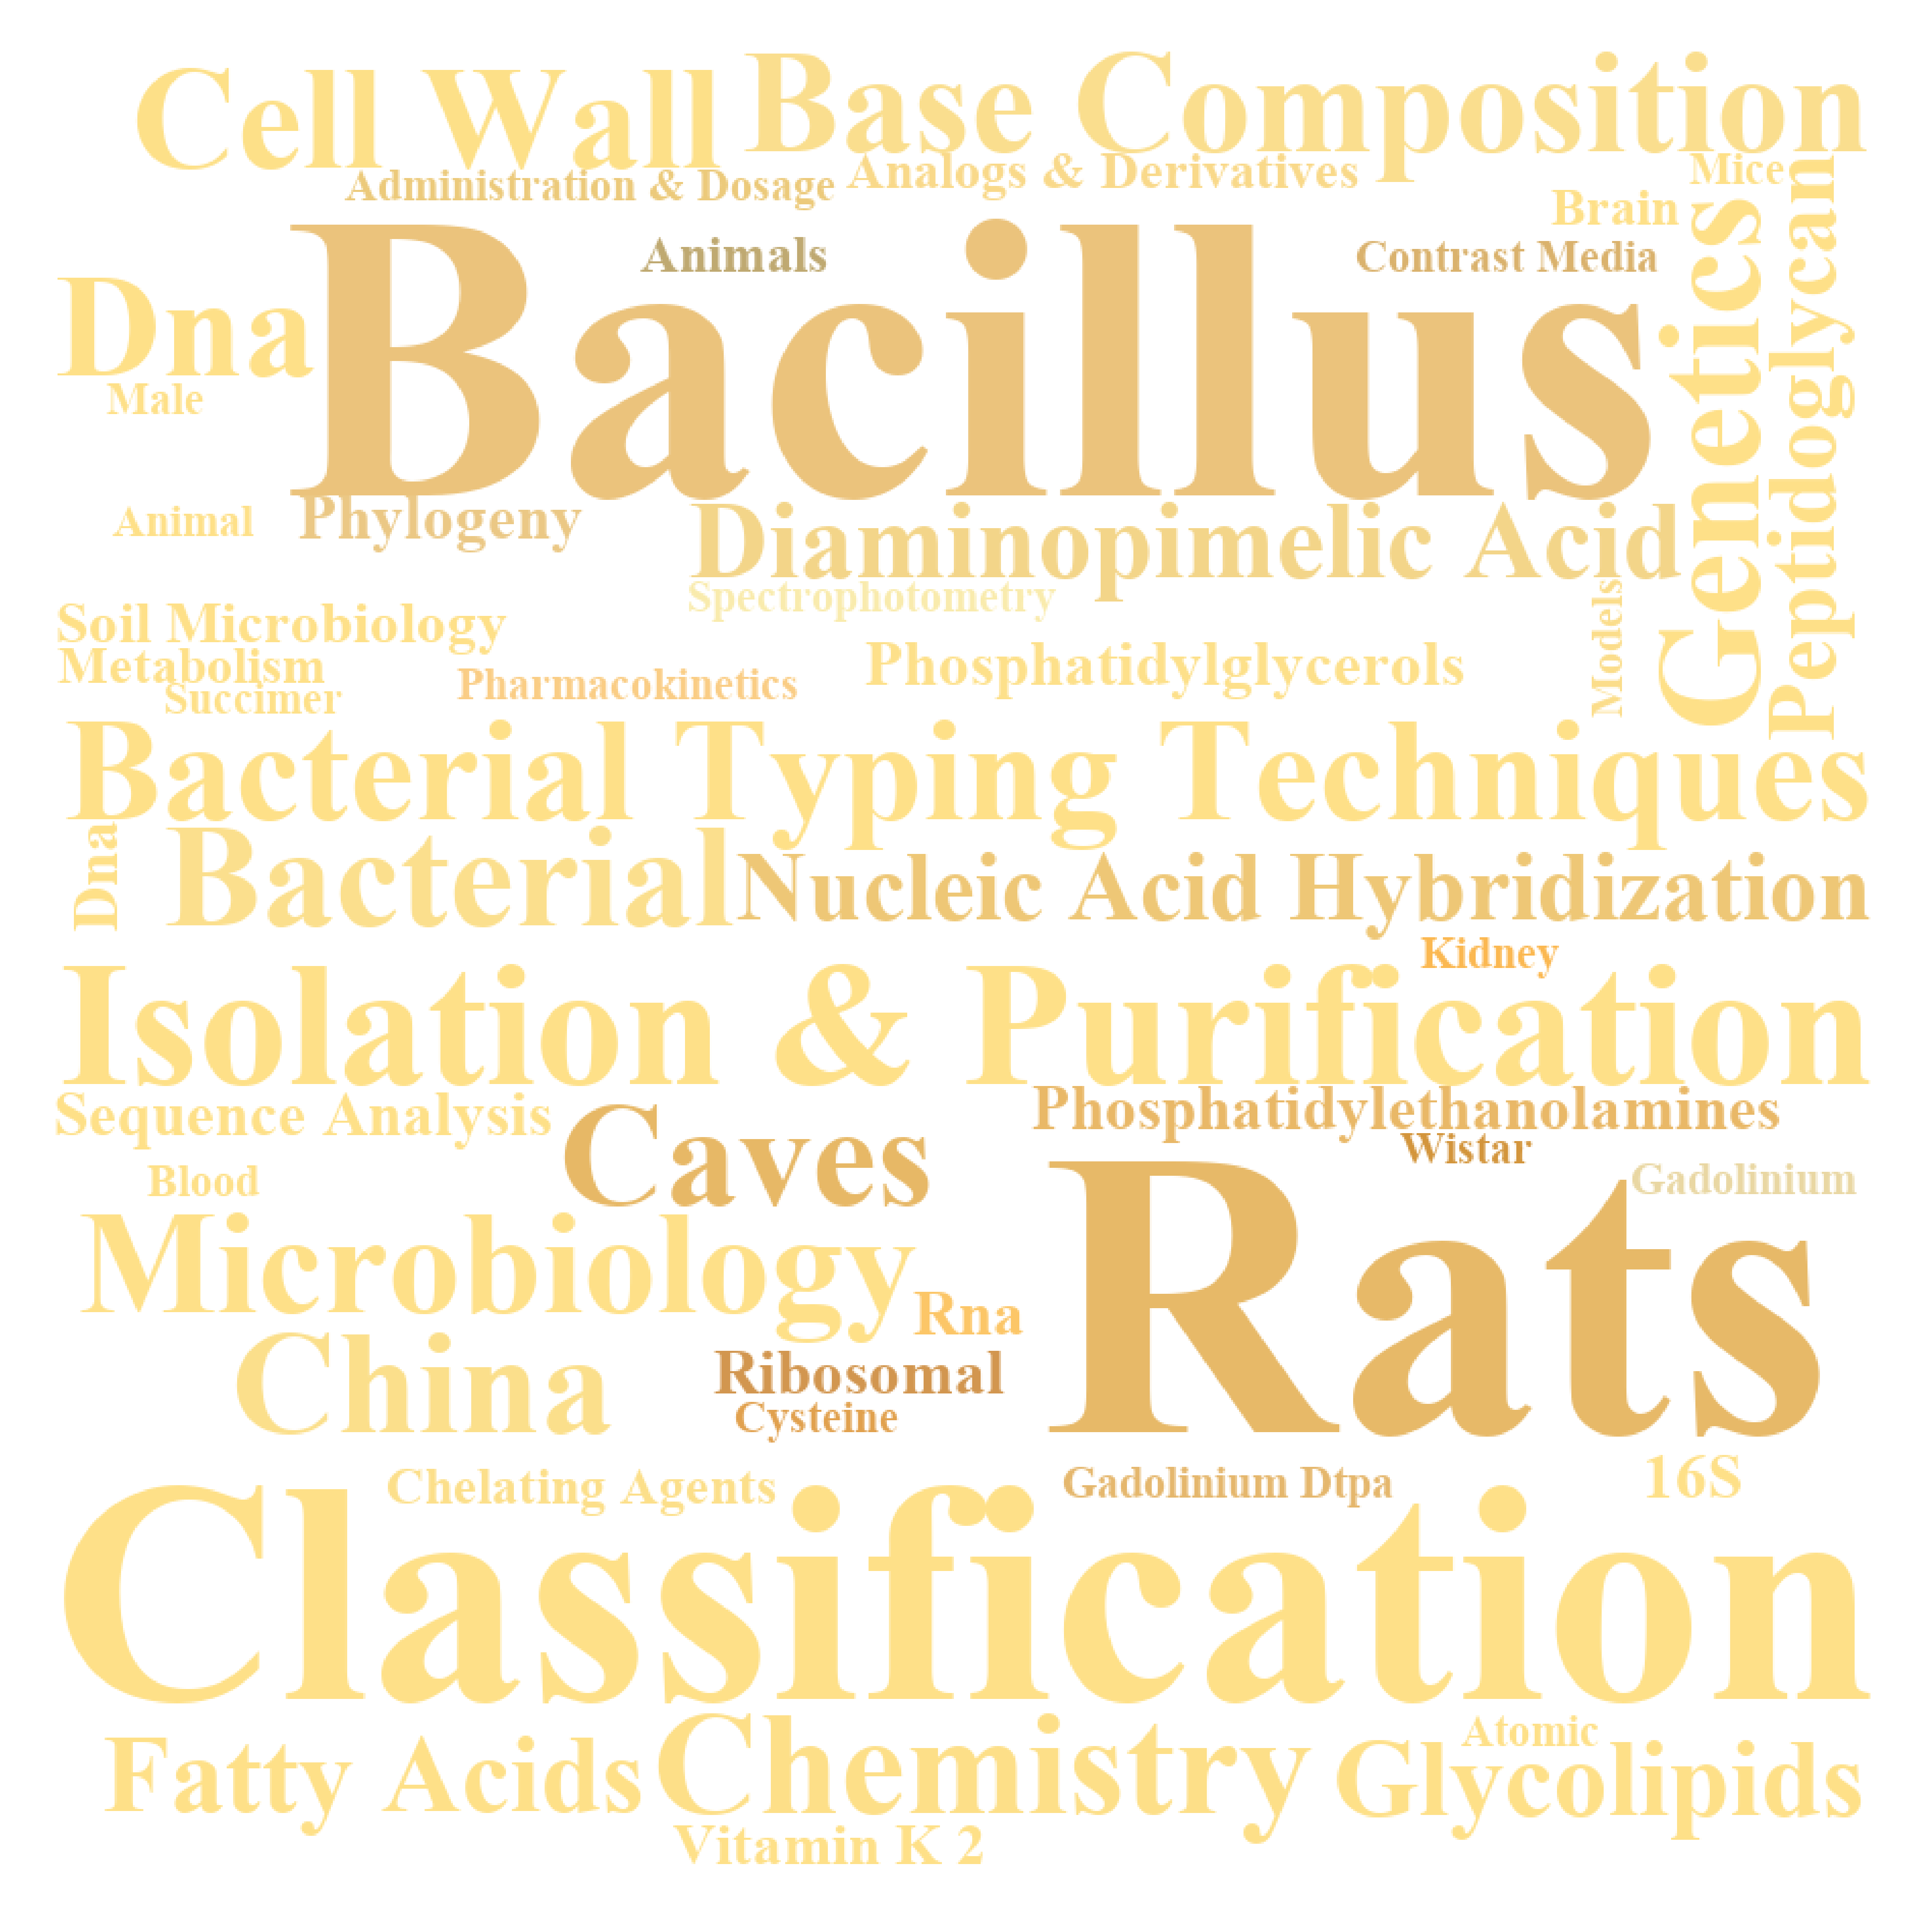 Cell Wall
Base Composition
Administration & Dosage
Analogs & Derivatives
Mice
Brain
Animals
Contrast Media
Bacillus
Dna
Male
Genetics
Peptidoglycan
Animal
Phylogeny
Diaminopimelic Acid
Spectrophotometry
Models
Soil Microbiology
Metabolism
Succimer
Pharmacokinetics
Phosphatidylglycerols
Bacterial Typing Techniques
Dna
Bacterial
Nucleic Acid Hybridization
Kidney
Isolation & Purification
Sequence Analysis
Caves
Phosphatidylethanolamines
Wistar
Blood
Gadolinium
Rats
Microbiology
Rna
China
Ribosomal
Cysteine
Chelating Agents
Gadolinium Dtpa
16S
Classification
Fatty Acids
Chemistry
Atomic
Glycolipids
Vitamin K 2